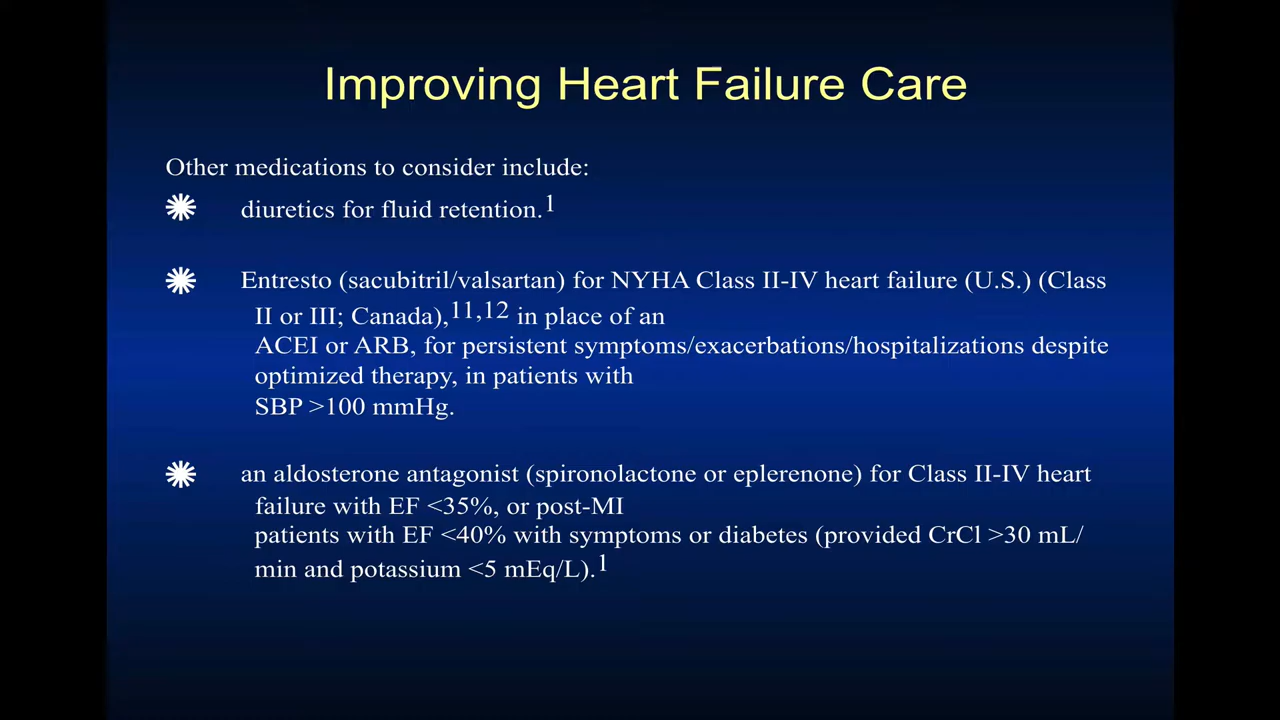 Improving Heart Failure Care
Other medications to consider include:
diuretics for fluid retention.1
Entresto (sacubitril/valsartan) for NYHA Class II-IV heart failure (U.S.) (Class
II or III; Canada),11,12 in place of an
ACEI or ARB, for persistent symptoms/exacerbations/hospitalizations despite
optimized therapy, in patients with
SBP >100 mmHg.
an aldosterone antagonist (spironolactone or eplerenone) for Class II-IV heart
failure with EF <35%, or post-MI
patients with EF <40% with symptoms or diabetes (provided CrCl >30 mL/
min and potassium <5 mEq/L).1